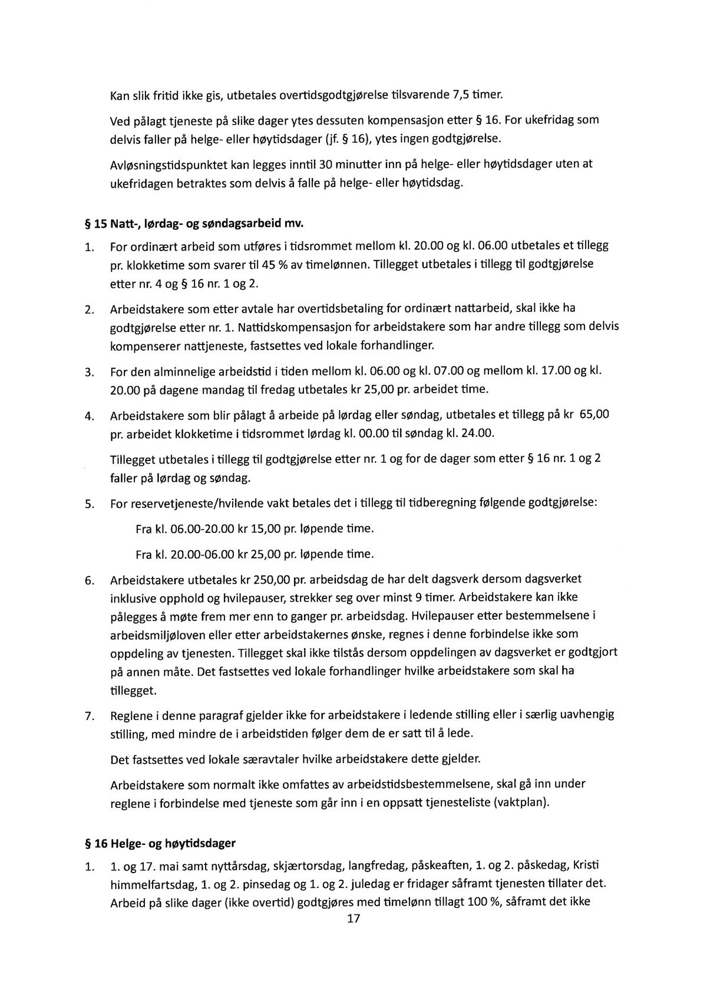 Kan slik fritid ikke gis, utbetales overtidsgodtgjørelse tilsvarende 7,5 timer.
Ved pålagt tjeneste på slike dager ytes dessuten kompensasjon etter § 16. For ukefridag som
delvis faller på helge- eller høytidsdager (jf. § 16), ytes ingen godtgjørelse.
Avløsningstidspunktet kan legges inntil 30 minutter inn på helge- eller høytidsdager uten at
ukefridagen betraktes som delvis å falle på helge- eller høytidsdag.
§ 15 Natt-, lørdag- og søndagsarbeid mv.
1. For ordinært arbeid som utføres i tidsrommet mellom kl. 20.00 og kl. 06.00 utbetales et tillegg
pr. klokketime som svarer til 45 % av timelønnen. Tillegget utbetales i tillegg til godtgjørelse
etter nr. 4 og § 16 nr. 1 og 2.
2. Arbeidstakere som etter avtale har overtidsbetaling for ordinært nattarbeid, skal ikke ha
godtgjørelse etter nr. 1. Nattidskompensasjon for arbeidstakere som har andre tillegg som delvis
kompenserer nattjeneste, fastsettes ved lokale forhandlinger.
3. For den alminnelige arbeidstid i tiden mellom kl. 06.00 og kl. 07.00 og mellom kl. 17.00 og kl.
20.00 på dagene mandag til fredag utbetales kr 25,00 pr. arbeidet time.
4. Arbeidstakere som blir pålagt å arbeide på lørdag eller søndag, utbetales et tillegg på kr 65,00
pr. arbeidet klokketime i tidsrommet lørdag kl. 00.00 til søndag kl. 24.00.
Tillegget utbetales i tillegg til godtgjørelse etter nr. 1 og for de dager som etter § 16 nr. 1 og 2
faller på lørdag og søndag.
5. For reservetjeneste/hvilende vakt betales det i tillegg til tidberegning følgende godtgjørelse:
Fra kl. 06.00-20.00 kr 15,00 pr. løpende time.
Fra kl. 20.00-06.00 kr 25,00 pr. løpende time.
6. Arbeidstakere utbetales kr 250,00 pr. arbeidsdag de har delt dagsverk dersom dagsverket
inklusive opphold og hvilepauser, strekker seg over minst 9 timer. Arbeidstakere kan ikke
pålegges å møte frem mer enn to ganger pr. arbeidsdag. Hvilepauser etter bestemmelsene i
arbeidsmiljøloven eller etter arbeidstakernes ønske, regnes i denne forbindelse ikke som
oppdeling av tjenesten. Tillegget skal ikke tilstås dersom oppdelingen av dagsverket er godtgjort
på annen måte. Det fastsettes ved lokale forhandlinger hvilke arbeidstakere som skal ha
tillegget.
7. Reglene i denne paragraf gjelder ikke for arbeidstakere i ledende stilling eller i særlig uavhengig
stilling, med mindre de i arbeidstiden følger dem de er satt til å lede.
Det fastsettes ved lokale særavtaler hvilke arbeidstakere dette gjelder.
Arbeidstakere som normalt ikke omfattes av arbeidstidsbestemmelsene, skal gå inn under
reglene i forbindelse med tjeneste som går inn i en oppsatt tjenesteliste (vaktplan).
§ 16 Helge- og høytidsdager
1. 1. og 17. mai samt nyttårsdag, skjærtorsdag, langfredag, påskeaften, 1. og 2. påskedag, Kristi
himmelfartsdag, 1. og 2. pinsedag og 1. og 2. juledag er fridager såframt tjenesten tillater det.
Arbeid på slike dager (ikke overtid) godtgjøres med timelønn tillagt 100 %, såframt det ikke
17